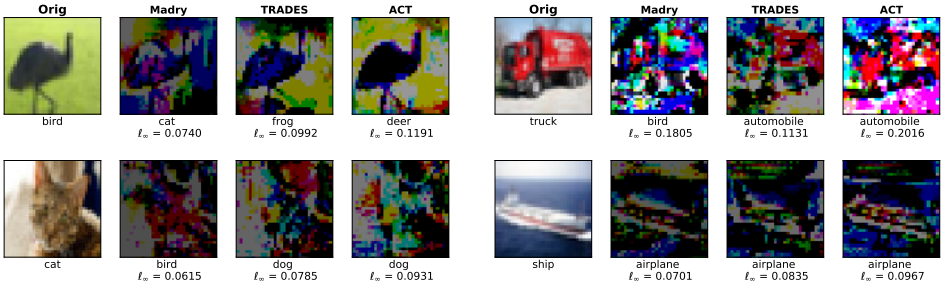 Orig Madry TRADES ACT Orig Madry TRADES ACT
bird cat frog deer truck bird automobile automobile
ℓ∞ = 0.0740 ℓ∞ = 0.0992 ℓ∞ = 0.1191 ℓ∞ = 0.1805 ℓ∞ = 0.1131 ℓ∞ = 0.2016
cat bird dog dog ship airplane airplane airplane
ℓ∞ = 0.0615 ℓ∞ = 0.0785 ℓ∞ = 0.0931 ℓ∞ = 0.0701 ℓ∞ = 0.0835 ℓ∞ = 0.0967